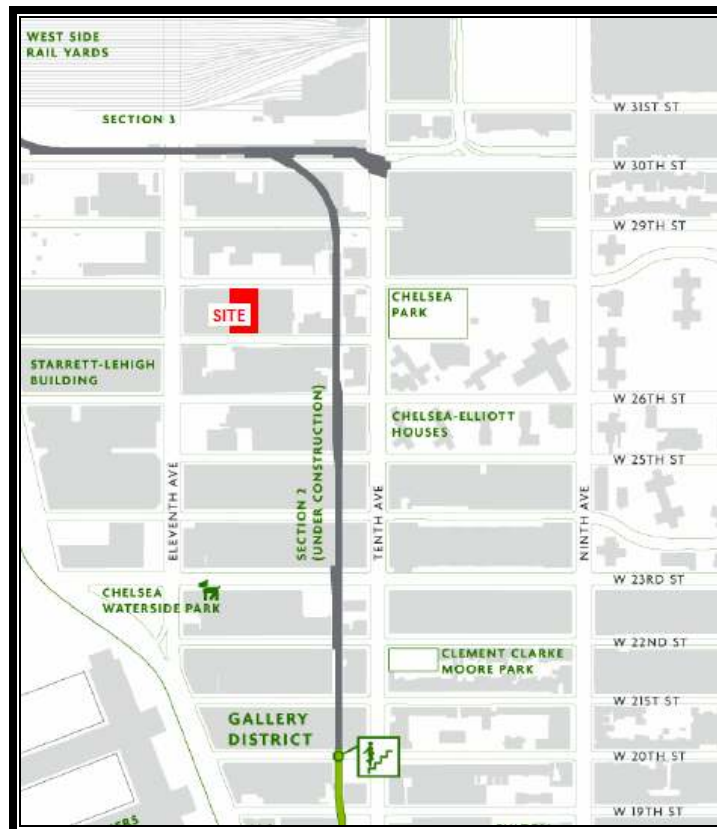 WEST SIDE
RAIL YARDS
W 31ST ST
SECTION 3
W 30TH ST
W 29TH ST
CHELSEA
PARK
SITE
STARRETT-LEHIGH
BUILDING
W 26TH ST
CHELSEA-ELLIOTT
HOUSES
W 25TH ST
ELEVENTH AVE
SECTION 2
(UNDER CONSTRUCTION)
TENTH AVE
NINTH AVE
W 23RD ST
CHELSEA
WATERSIDE PARK
W 22ND ST
CLEMENT CLARKE
MOORE PARK
W 21ST ST
GALLERY
DISTRICT
W 20TH ST
W 19TH ST